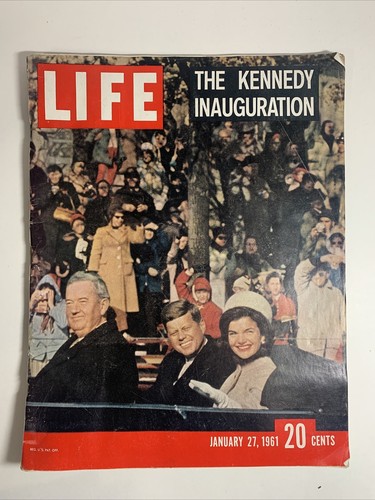 LIFE
THE KENNEDY
INAUGURATION
JANUARY 27, 1961
20
CENTS